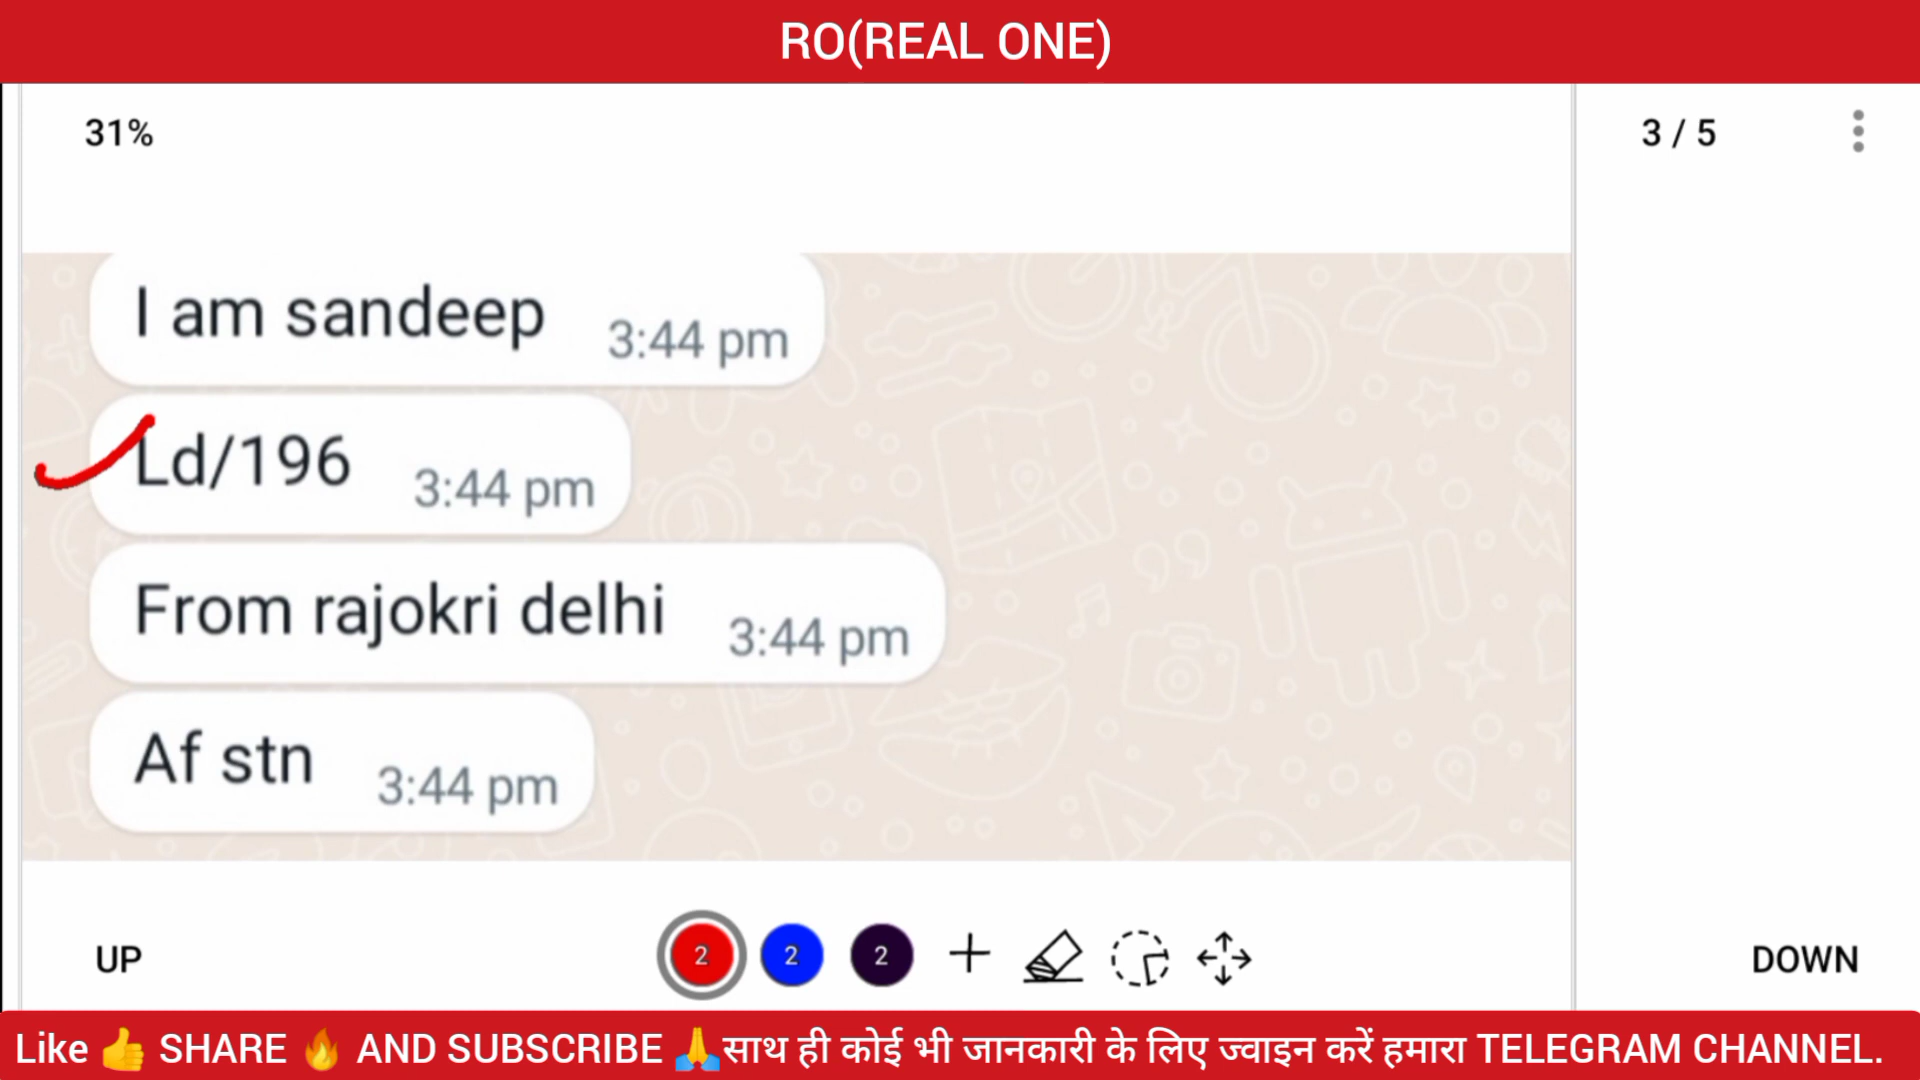 RO(REAL ONE)
31%
3 / 5
I am sandeep 3:44 pm
Ld/196 3:44 pm
From rajokri delhi 3:44 pm
Af stn 3:44 pm
UP
2 2 2
DOWN
Like 👍 SHARE 🔥 AND SUBSCRIBE 🙏साथ ही कोई भी जानकारी के लिए ज्वाइन करें हमारा TELEGRAM CHANNEL.